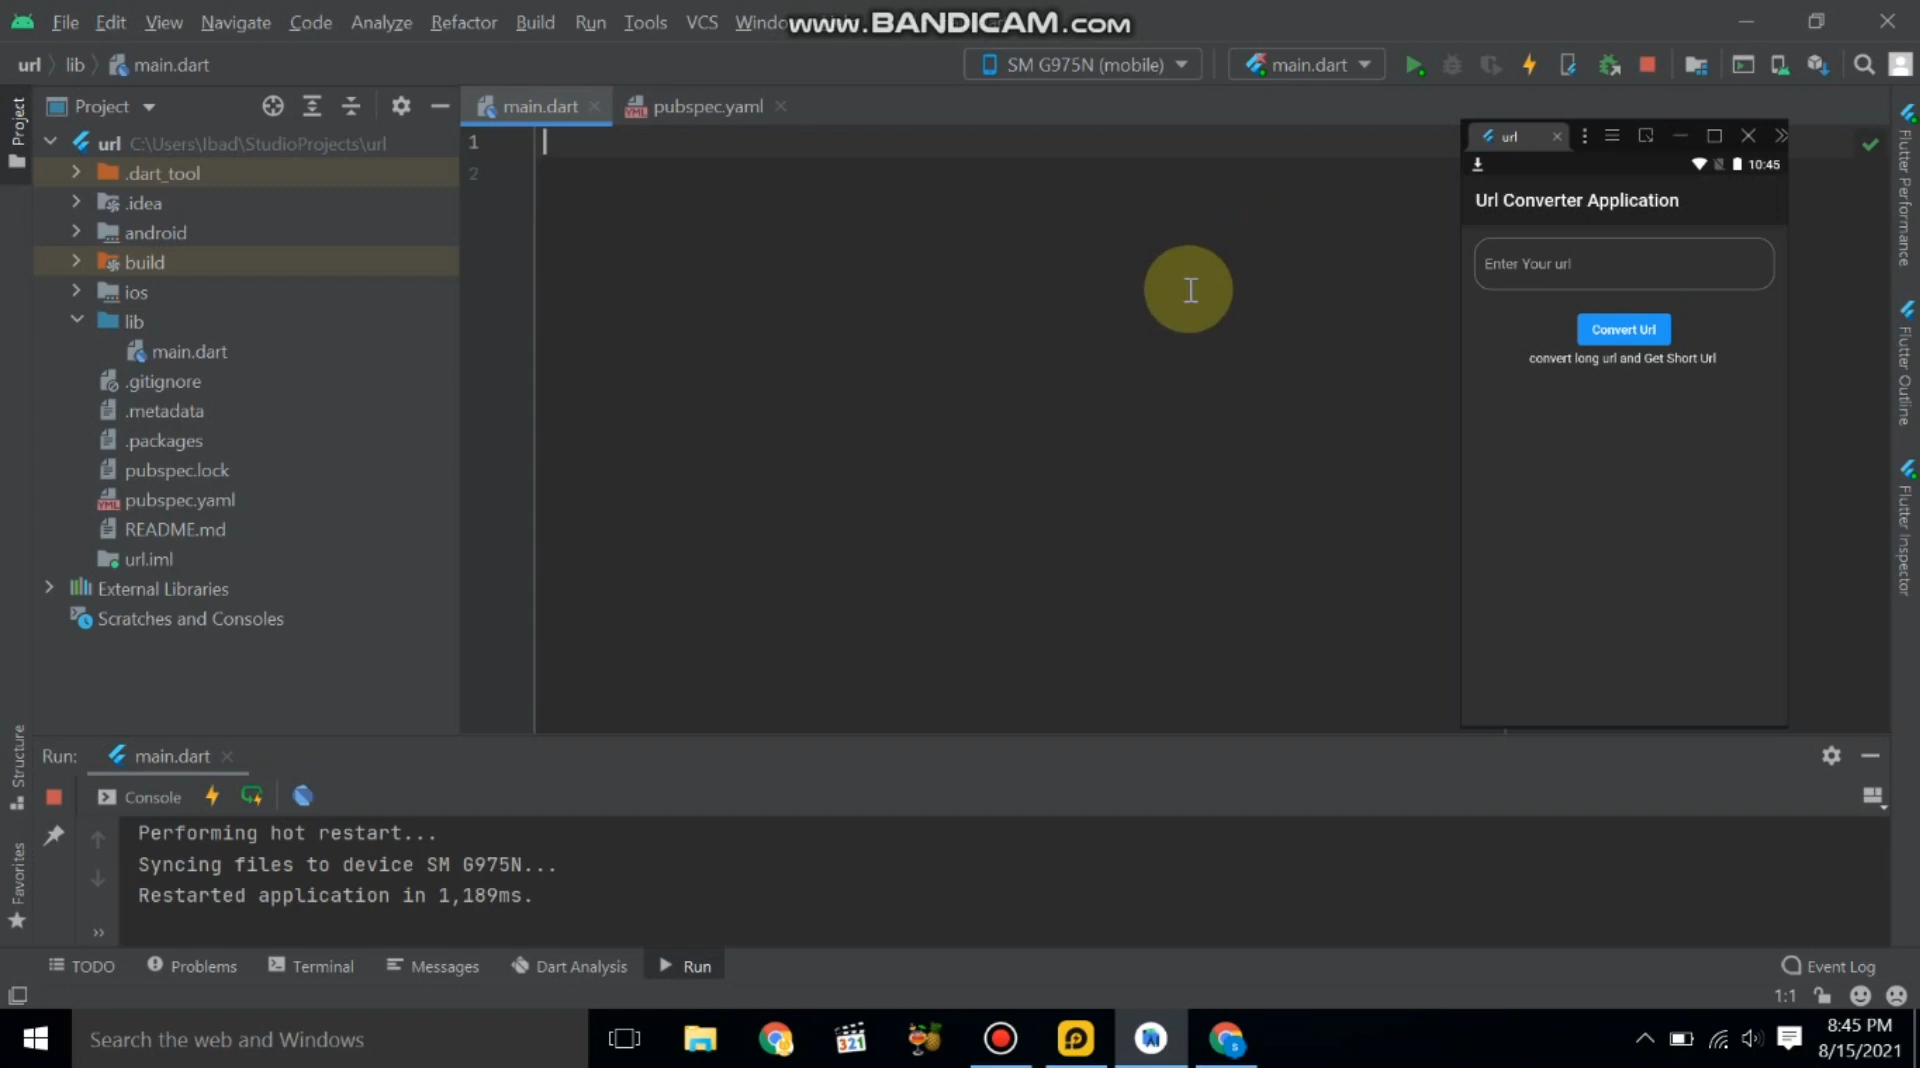 File Edit View Navigate Code Analyze Refactor Build Run Tools VCS Windo
www.BANDICAM.com
url lib main.dart
SM G975N (mobile) main.dart
Project
main.dart pubspec.yaml
Project
url C:\Users\Ibad\StudioProjects\url
.dart_tool
.idea
android
build
ios
lib
main.dart
.gitignore
.metadata
.packages
pubspec.lock
pubspec.yaml
README.md
url.iml
External Libraries
Scratches and Consoles
1
2
url
10:45
Url Converter Application
Enter Your url
Convert Url
convert long url and Get Short Url
Flutter Performance
Flutter Outline
Flutter Inspector
Structure
Favorites
Run: main.dart
Console
Performing hot restart...
Syncing files to device SM G975N...
Restarted application in 1,189ms.
TODO Problems Terminal Messages Dart Analysis Run Event Log
1:1
Search the web and Windows
321
8:45 PM
8/15/2021